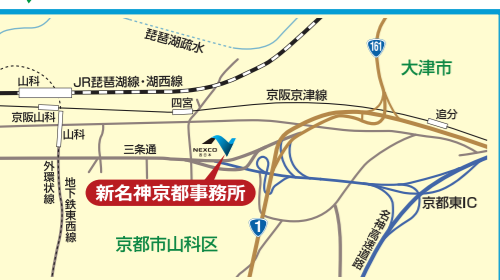 琵琶湖疏水
161
大津市
山科
JR琵琶湖線・湖西線
四宮
京阪京津線
京阪山科
追分
山科
三条通
NEXCO
西日本
外環状線
地下鉄東西線
新名神京都事務所
京都東IC
1
名神高速道路
京都市山科区